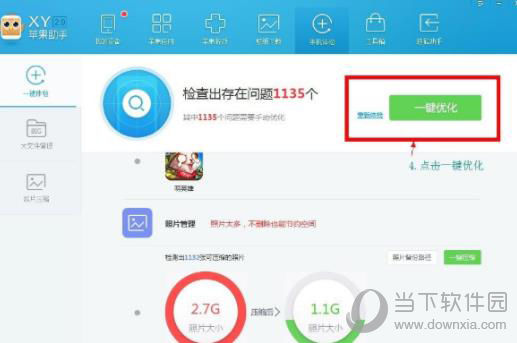 XY 2.0
苹果助手
我的设备
苹果应用
苹果游戏
壁纸下载
手机体检
工具箱
越狱助手
一键体检
大文件管理
照片压缩
检查出存在问题1135个
其中1135个问题需要手动优化
重新体检
一键优化
4. 点击一键优化
照片管理 照片太多，不删除也能节约空间
检测出1132张可压缩的照片
照片备份路径
一键压缩
2.7G
照片大小
压缩后
1.1G
照片大小
当下软件园
www.downxia.com